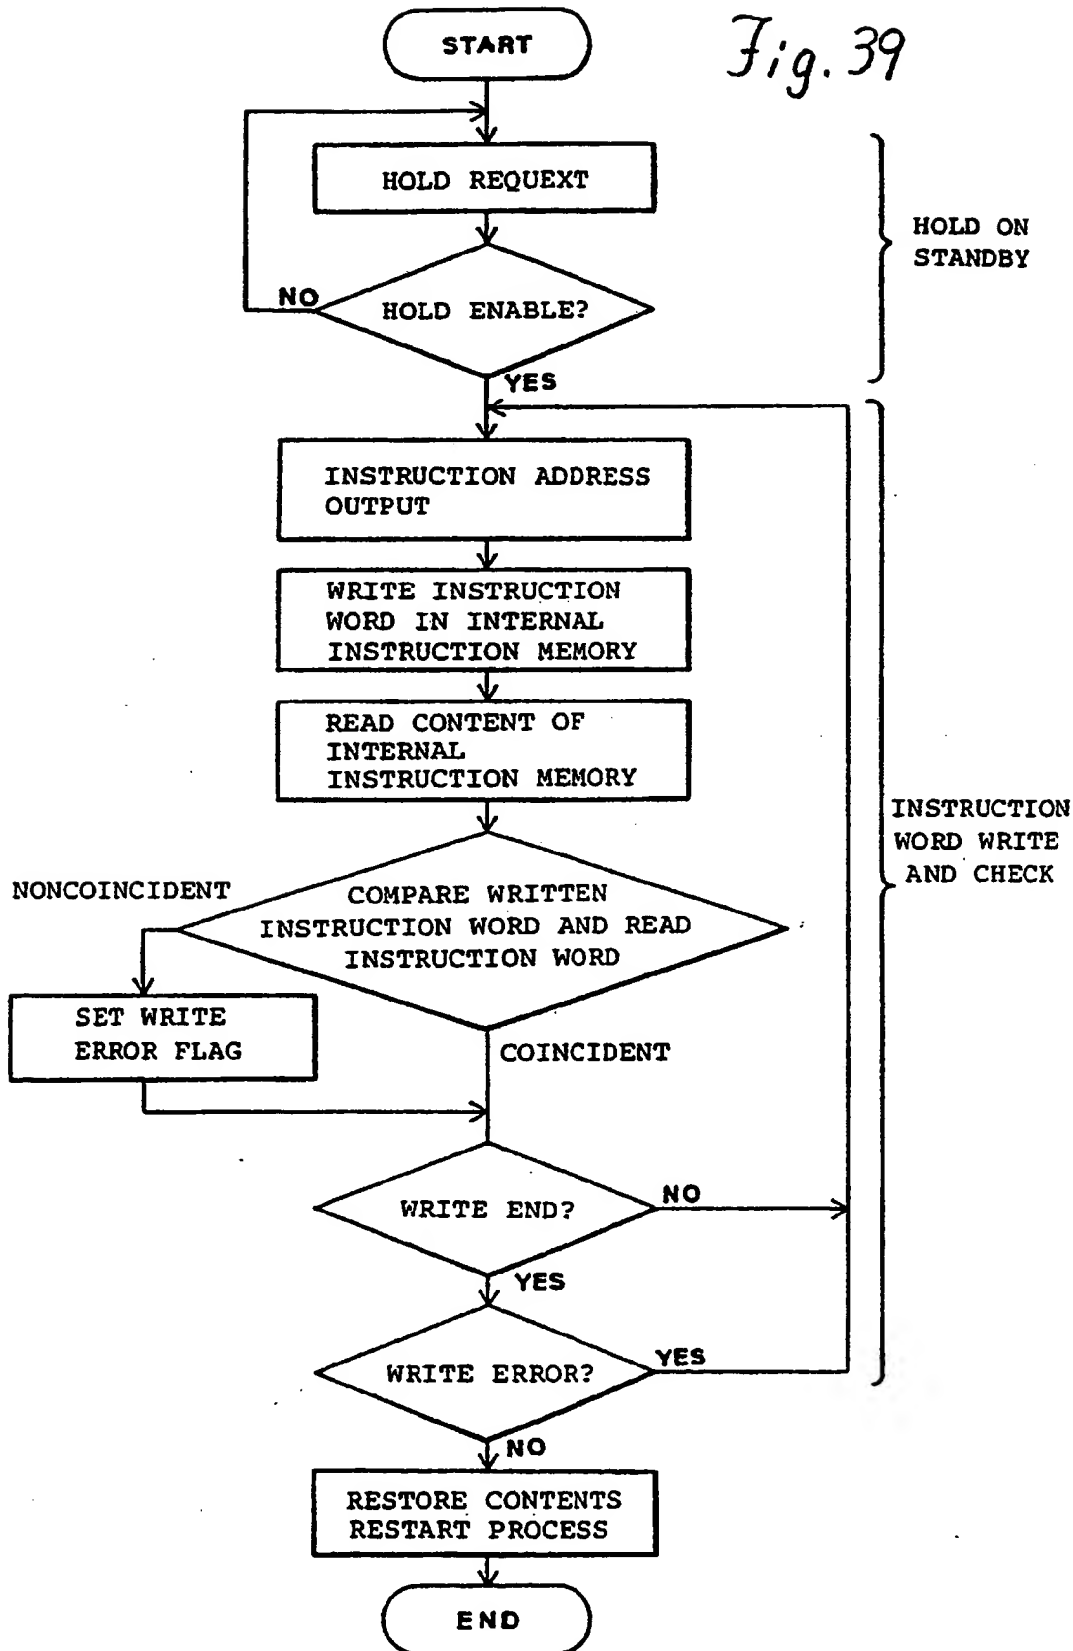 START
Fig. 39
HOLD REQUEXT
HOLD ON
STANDBY
NO
HOLD ENABLE?
YES
INSTRUCTION ADDRESS
OUTPUT
WRITE INSTRUCTION
WORD IN INTERNAL
INSTRUCTION MEMORY
READ CONTENT OF
INTERNAL
INSTRUCTION MEMORY
INSTRUCTION
WORD WRITE
AND CHECK
NONCOINCIDENT
COMPARE WRITTEN
INSTRUCTION WORD AND READ
INSTRUCTION WORD
SET WRITE
ERROR FLAG
COINCIDENT
WRITE END?
NO
YES
WRITE ERROR?
YES
NO
RESTORE CONTENTS
RESTART PROCESS
END